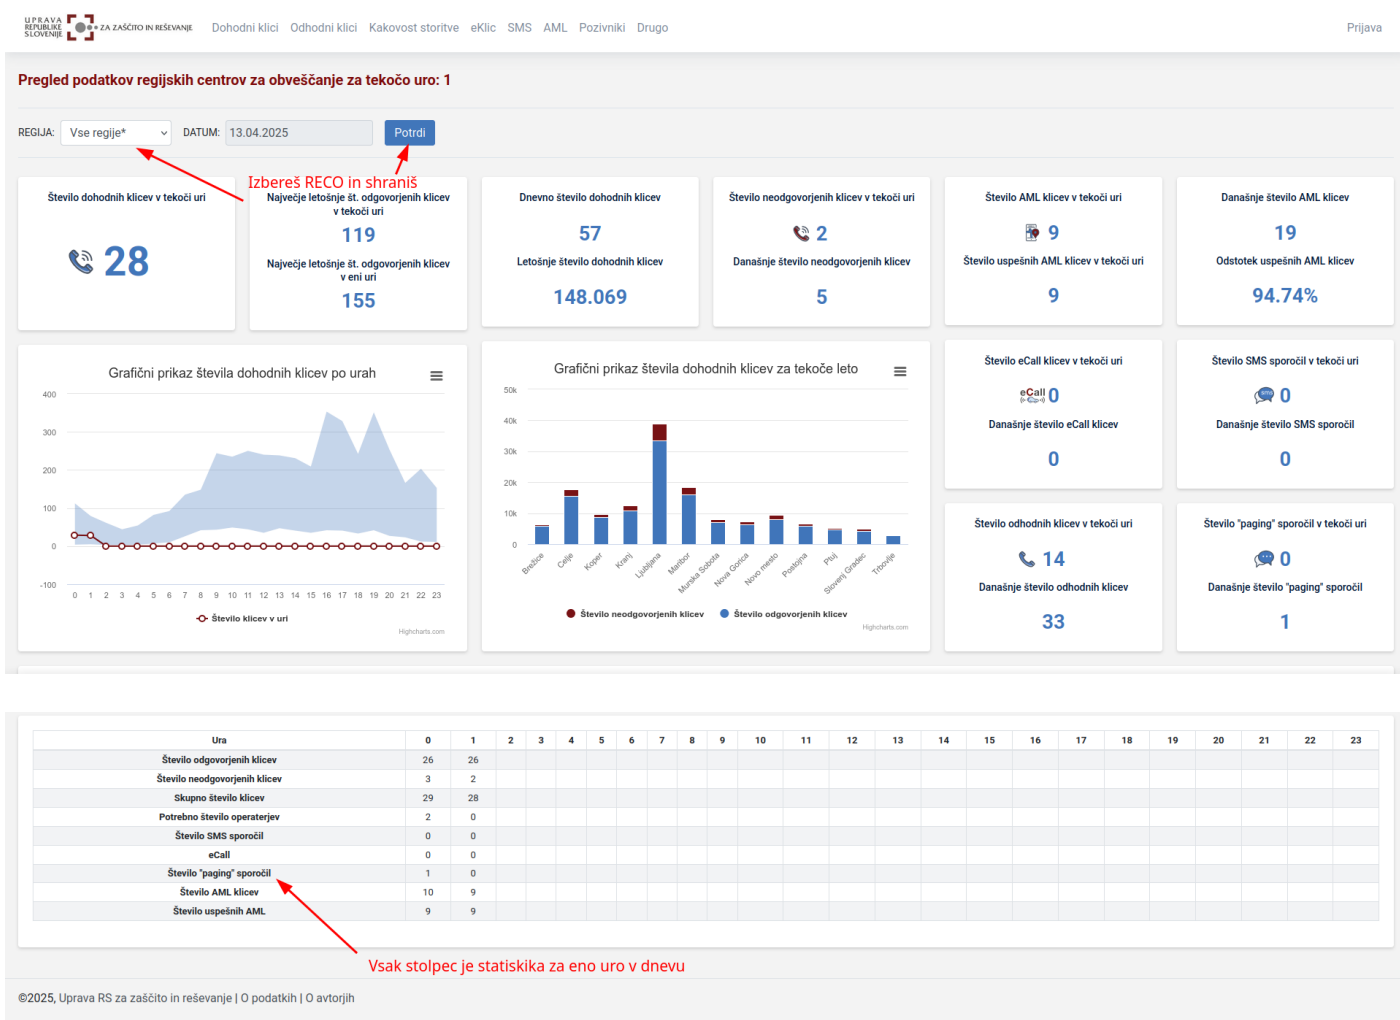 UPRAVA
REPUBLIKE
SLOVENIJE
ZA ZAŠČITO IN REŠEVANJE
Dohodni klici Odhodni klici Kakovost storitve eKlic SMS AML Pozivniki Drugo
Prijava
Pregled podatkov regijskih centrov za obveščanje za tekočo uro: 1
REGIJA: Vse regije* DATUM: 13.04.2025 Potrdi
Izbereš RECO in shraniš
Število dohodnih klicev v tekoči uri
28
Največje letošnje št. odgovorjenih klicev
v tekoči uri
119
Največje letošnje št. odgovorjenih klicev
v eni uri
155
Dnevno število dohodnih klicev
57
Letošnje število dohodnih klicev
148.069
Število neodgovorjenih klicev v tekoči uri
2
Današnje število neodgovorjenih klicev
5
Število AML klicev v tekoči uri
9
Število uspešnih AML klicev v tekoči uri
9
Današnje število AML klicev
19
Odstotek uspešnih AML klicev
94.74%
Grafični prikaz števila dohodnih klicev po urah
400
300
200
100
0
-100
0 1 2 3 4 5 6 7 8 9 10 11 12 13 14 15 16 17 18 19 20 21 22 23
Število klicev v uri
Highcharts.com
Grafični prikaz števila dohodnih klicev za tekoče leto
50k
40k
30k
20k
10k
0
Brežice Celje Koper Kranj Ljubljana Maribor Murska Sobota Nova Gorica Novo mesto Postojna Ptuj Slovenj Gradec Trbovlje
Število neodgovorjenih klicev Število odgovorjenih klicev
Highcharts.com
Število eCall klicev v tekoči uri
eCall 0
Današnje število eCall klicev
0
Število SMS sporočil v tekoči uri
SMS 0
Današnje število SMS sporočil
0
Število odhodnih klicev v tekoči uri
14
Današnje število odhodnih klicev
33
Število "paging" sporočil v tekoči uri
0
Današnje število "paging" sporočil
1
Ura 0 1 2 3 4 5 6 7 8 9 10 11 12 13 14 15 16 17 18 19 20 21 22 23
Število odgovorjenih klicev 26 26
Število neodgovorjenih klicev 3 2
Skupno število klicev 29 28
Potrebno število operaterjev 2 0
Število SMS sporočil 0 0
eCall 0 0
Število "paging" sporočil 1 0
Število AML klicev 10 9
Število uspešnih AML 9 9
Vsak stolpec je statiskika za eno uro v dnevu
©2025, Uprava RS za zaščito in reševanje | O podatkih | O avtorjih